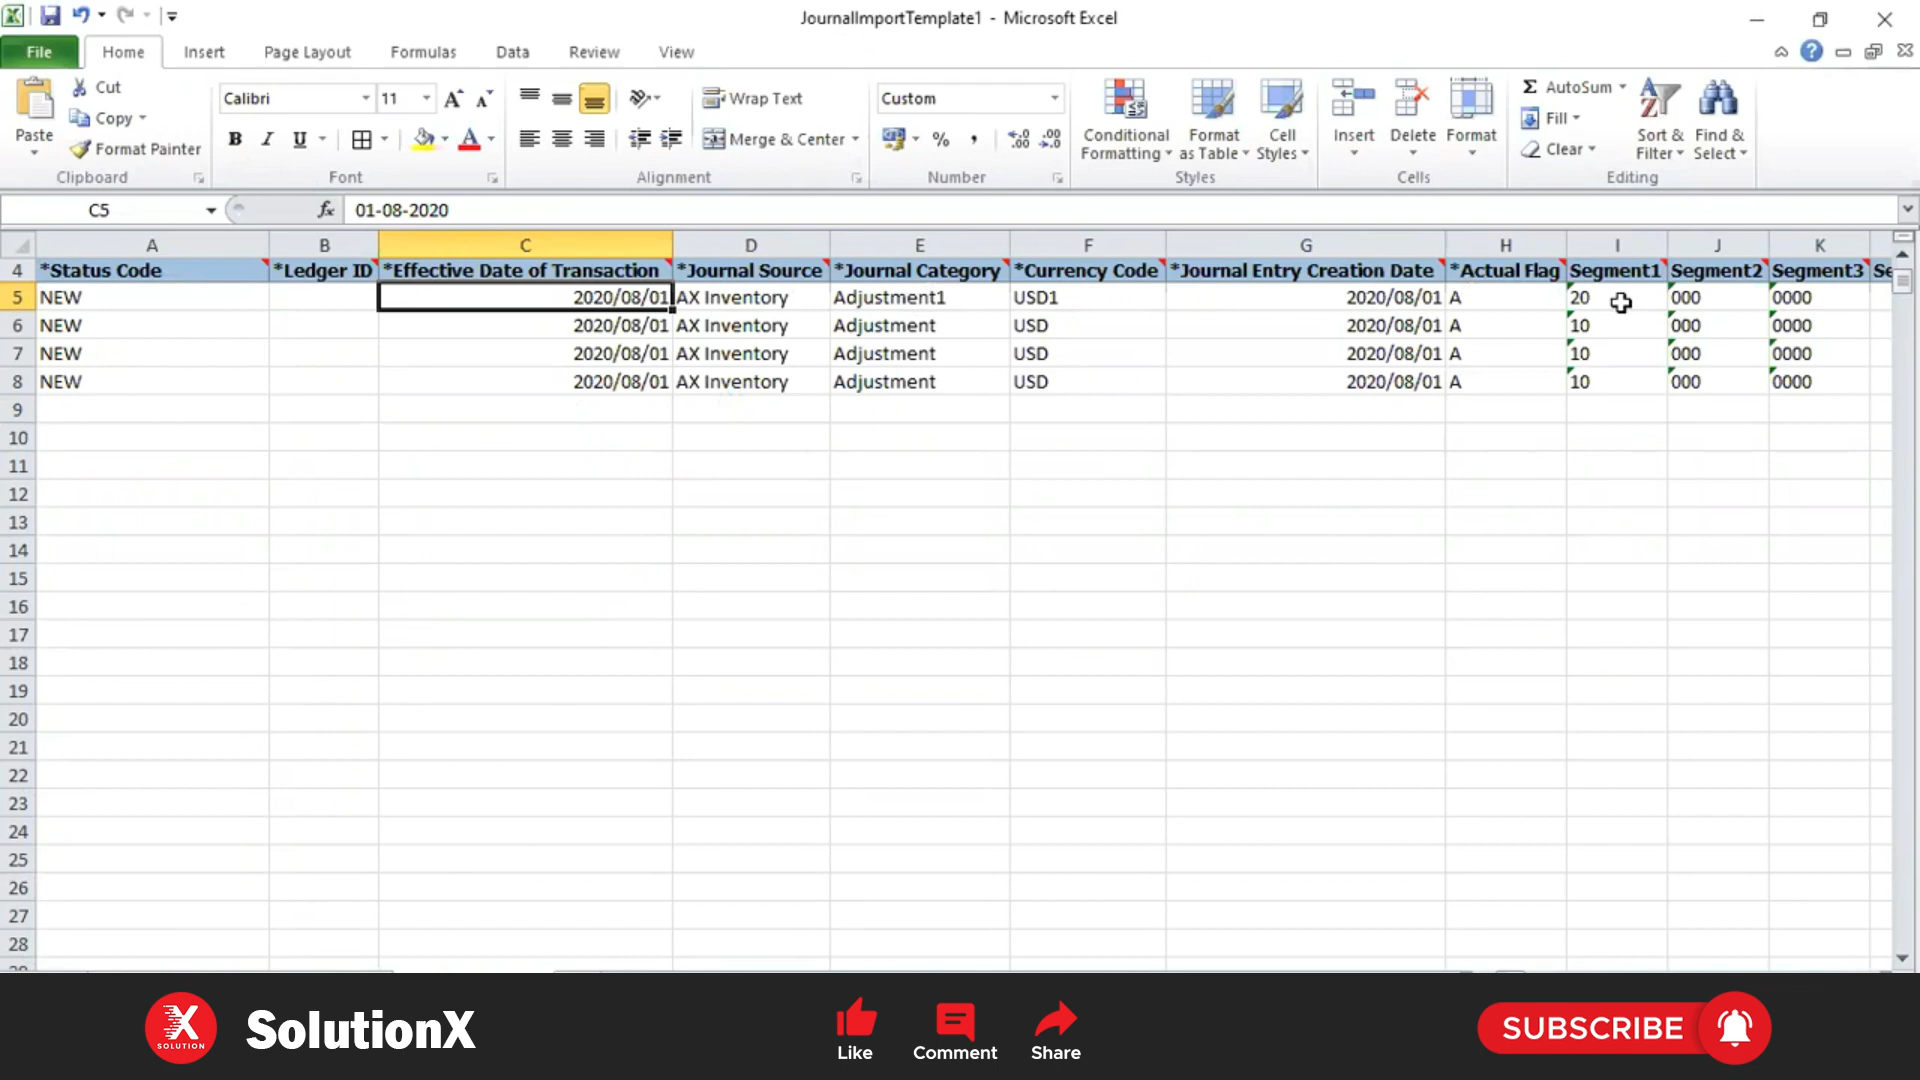 JournalImportTemplate1 - Microsoft Excel
File Home Insert Page Layout Formulas Data Review View
Paste Cut Copy Format Painter Clipboard
Calibri 11 A A B I U A Font
Wrap Text Merge & Center Alignment
Custom % , .0 .00 .00 .0 Number
Conditional Formatting Format as Table Cell Styles Styles
Insert Delete Format Cells
Σ AutoSum Fill Clear Sort & Filter Find & Select Editing
C5 fx 01-08-2020
A B C D E F G H I J K
4 *Status Code *Ledger ID *Effective Date of Transaction *Journal Source *Journal Category *Currency Code *Journal Entry Creation Date *Actual Flag Segment1 Segment2 Segment3 Se
5 NEW 2020/08/01 AX Inventory Adjustment1 USD1 2020/08/01 A 20 000 0000
6 NEW 2020/08/01 AX Inventory Adjustment USD 2020/08/01 A 10 000 0000
7 NEW 2020/08/01 AX Inventory Adjustment USD 2020/08/01 A 10 000 0000
8 NEW 2020/08/01 AX Inventory Adjustment USD 2020/08/01 A 10 000 0000
9
10
11
12
13
14
15
16
17
18
19
20
21
22
23
24
25
26
27
28
X SOLUTION SolutionX Like Comment Share SUBSCRIBE